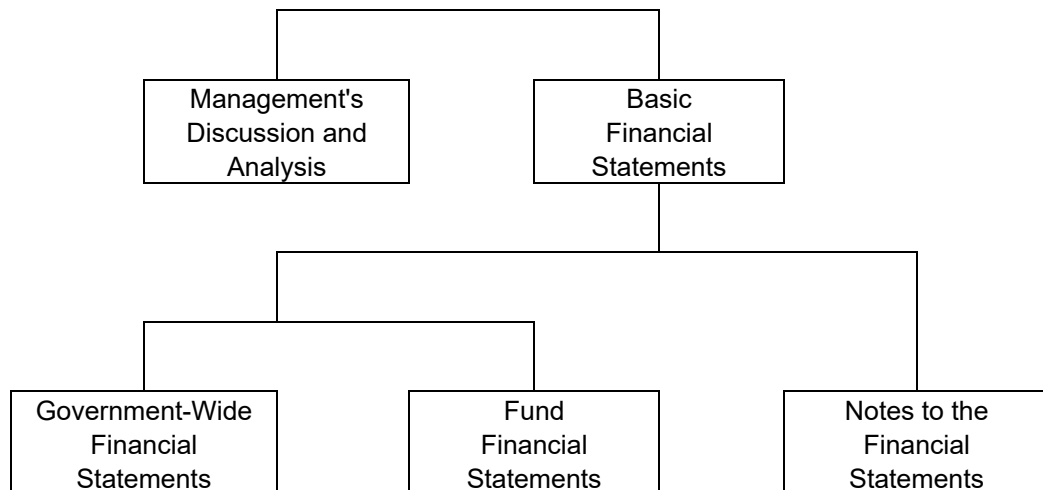 Management's
Discussion and
Analysis
Basic
Financial
Statements
Government-Wide
Financial
Statements
Fund
Financial
Statements
Notes to the
Financial
Statements